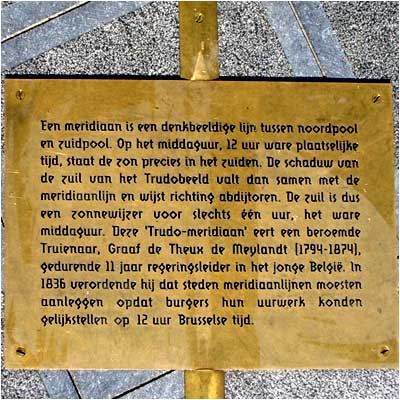 Een meridiaan is een denkbeeldige lijn tussen noordpool
en zuidpool. Op het middaguur, 12 uur ware plaatselijke
tijd, staat de zon precies in het zuiden. De schaduw van
de zuil van het Trudobeeld valt dan samen met de
meridiaanlijn en wijst richting abdijtoren. De zuil is dus
een zonnewijzer voor slechts één uur, het ware
middaguur. Deze 'Trudo-meridiaan' eert een beroemde
Truienaar, Graaf de Theux de Meylandt (1794-1874),
gedurende 11 jaar regeringsleider in het jonge België. In
1836 verordende hij dat steden meridiaanlijnen moesten
aanleggen opdat burgers hun uurwerk konden
gelijkstellen op 12 uur Brusselse tijd.